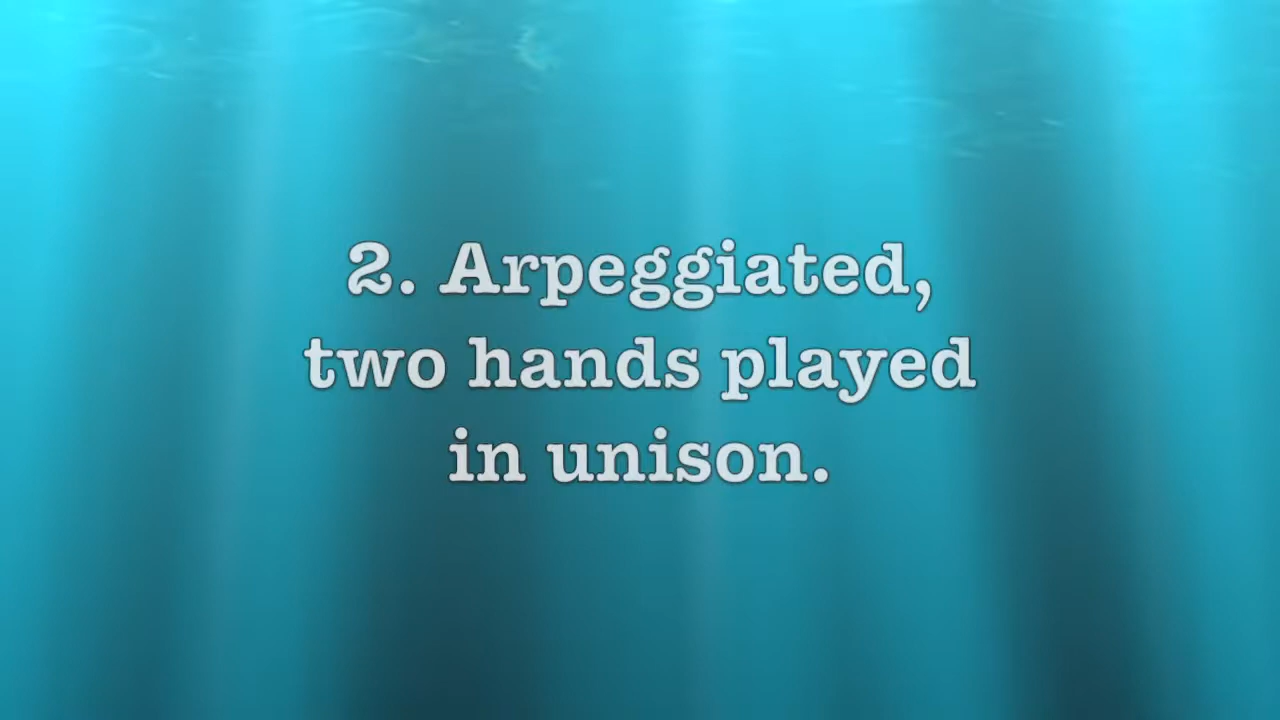 2. Arpeggiated,
two hands played
in unison.